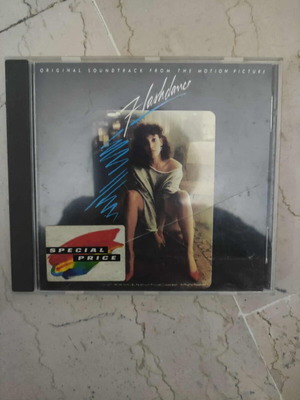 ORIGINAL SOUNDTRACK FROM THE MOTION PICTURE
Flashdance
SPECIAL
PRICE